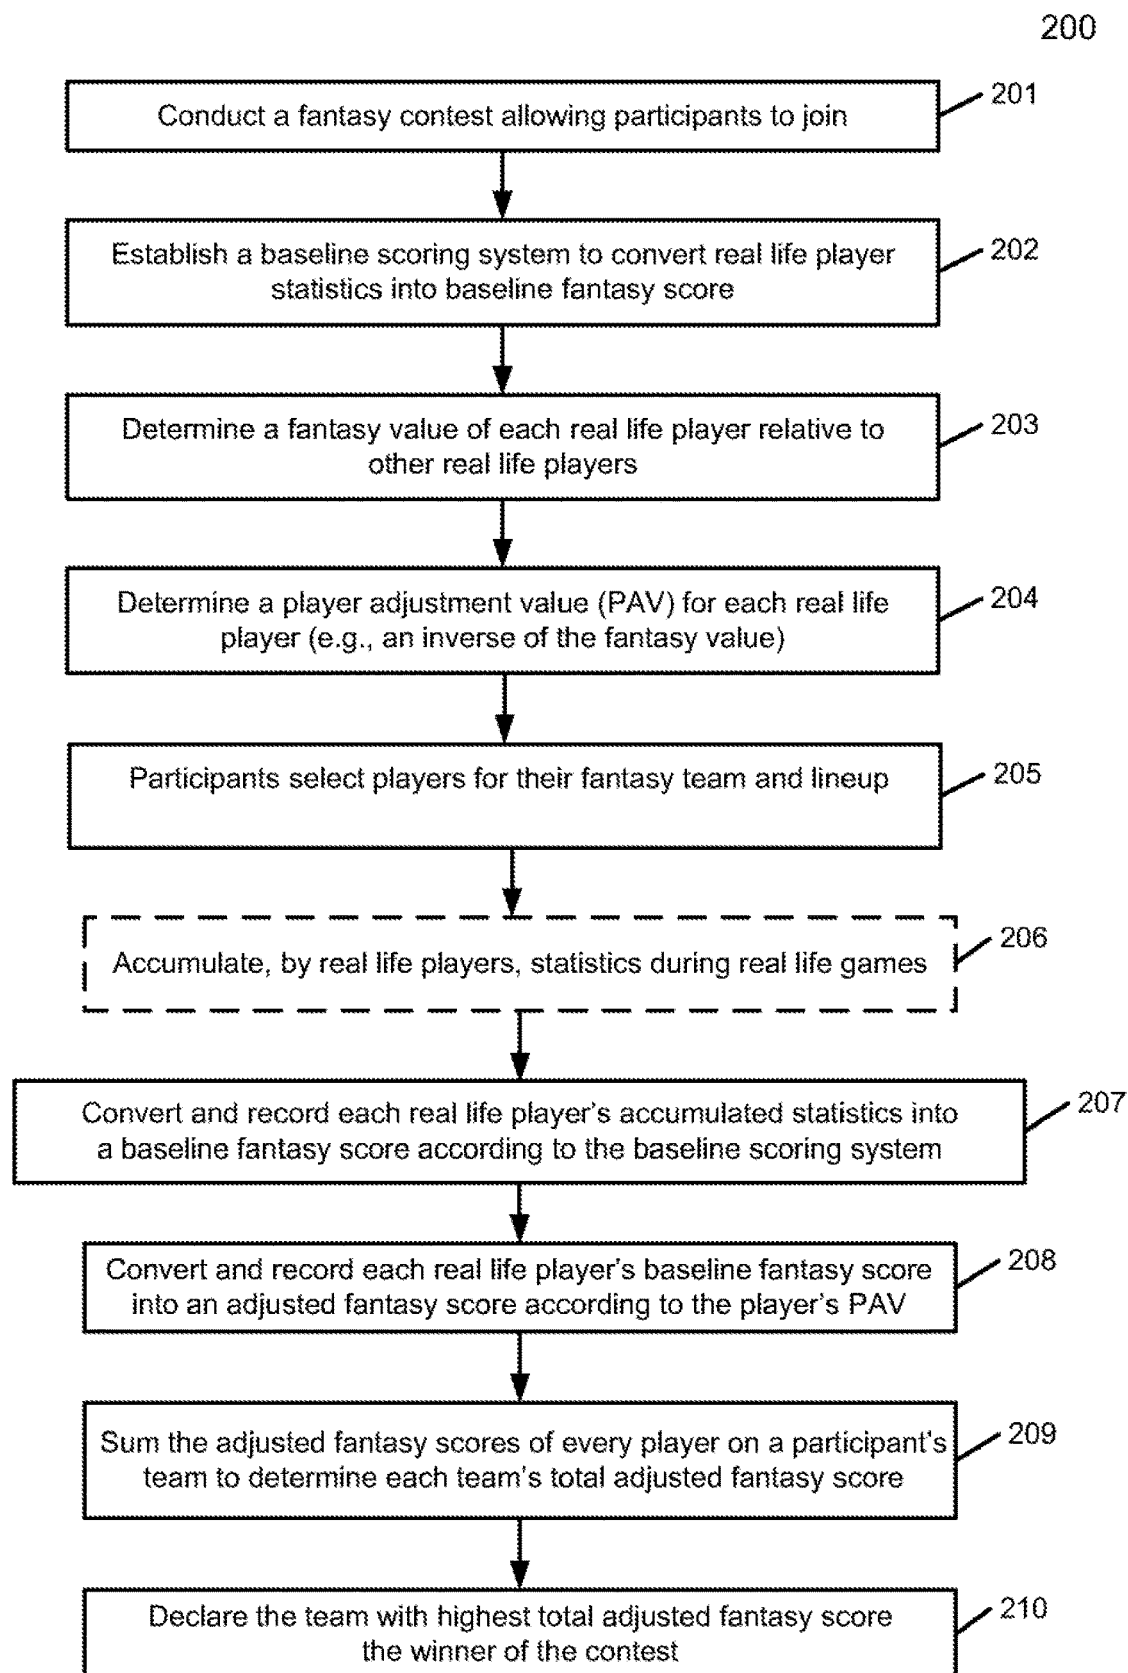 200
Conduct a fantasy contest allowing participants to join
201
Establish a baseline scoring system to convert real life player
statistics into baseline fantasy score
202
Determine a fantasy value of each real life player relative to
other real life players
203
Determine a player adjustment value (PAV) for each real life
player (e.g., an inverse of the fantasy value)
204
Participants select players for their fantasy team and lineup
205
Accumulate, by real life players, statistics during real life games
206
Convert and record each real life player's accumulated statistics into
a baseline fantasy score according to the baseline scoring system
207
Convert and record each real life player's baseline fantasy score
into an adjusted fantasy score according to the player's PAV
208
Sum the adjusted fantasy scores of every player on a participant's
team to determine each team's total adjusted fantasy score
209
Declare the team with highest total adjusted fantasy score
the winner of the contest
210